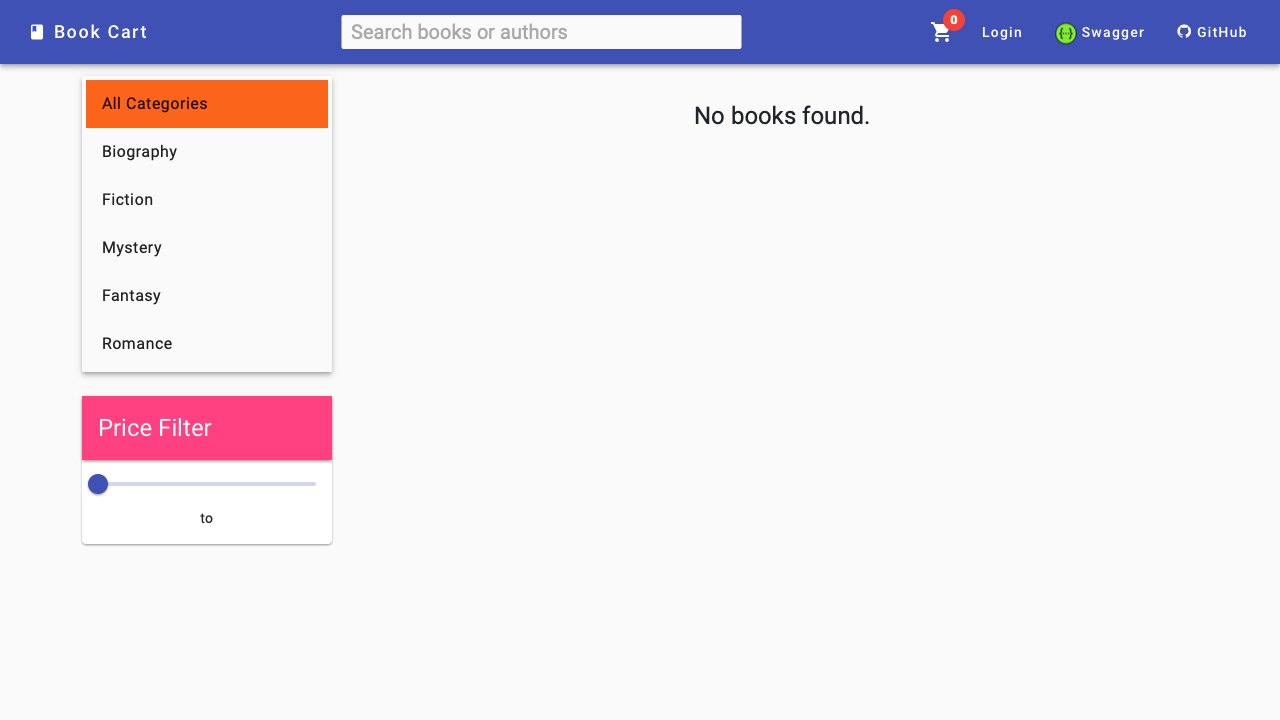 Book Cart
Search books or authors
0
Login
Swagger
GitHub
All Categories
Biography
Fiction
Mystery
Fantasy
Romance
No books found.
Price Filter
to